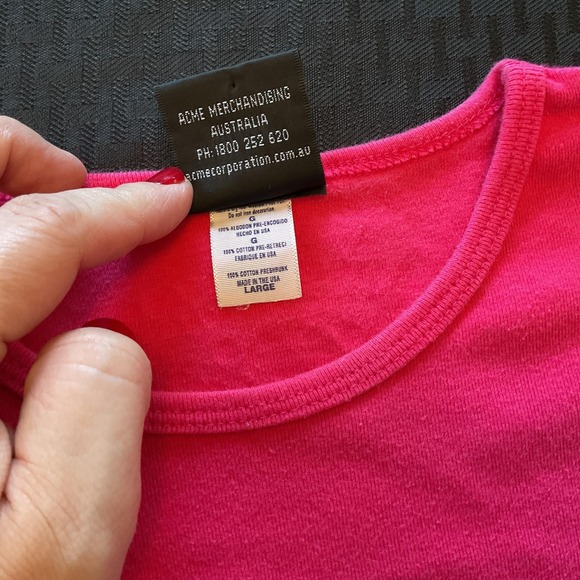 ACME MERCHANDISING
AUSTRALIA
PH: 1800 252 620
acmecorporation.com.au
Do not iron decoration
G
100% ALGODON PRE-ENCOGIDO
HECHO EN USA
G
100% COTTON PRE-RETRECI
FABRIQUE EN USA
100% COTTON PRESHRUNK
MADE IN THE USA
LARGE